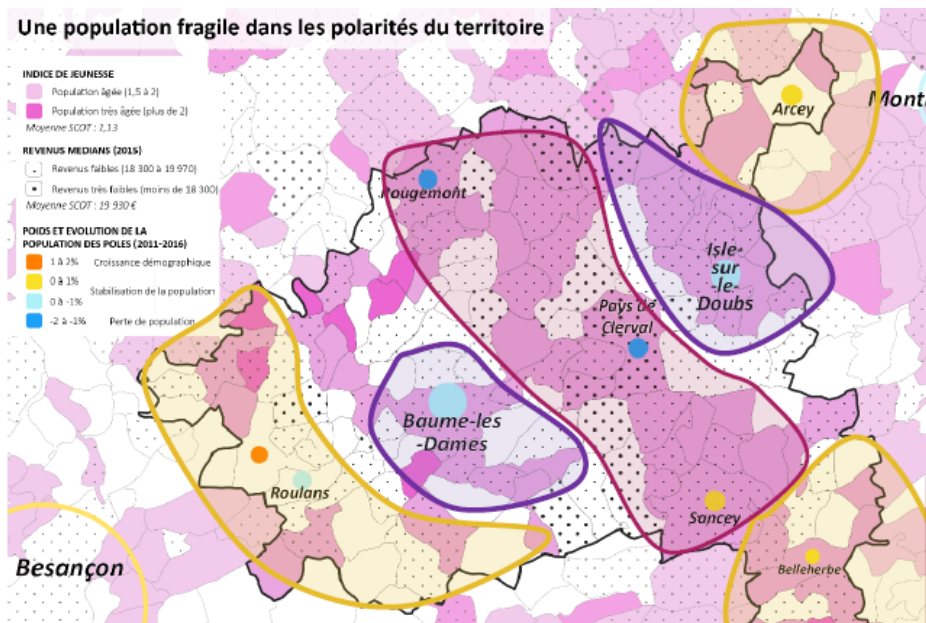 Une population fragile dans les polarités du territoire
INDICE DE JEUNESSE
Population âgée (1,5 à 2)
Population très âgée (plus de 2)
Moyenne SCOT : 1,13
REVENUS MEDIANS (2015)
Revenus faibles (18 300 à 19 970)
Revenus très faibles (moins de 18 300)
Moyenne SCOT : 19 930 €
POIDS ET EVOLUTION DE LA
POPULATION DES POLES (2011-2016)
1 à 2% Croissance démographique
0 à 1%
Stabilisation de la population
0 à -1%
-2 à -1% Perte de population
Arcey
Mont
Rougemont
Isle-
sur
-le-
Doubs
Pays de
Clerval
Baume-les
-Dames
Roulans
Sancey
Besançon
Belleherbe